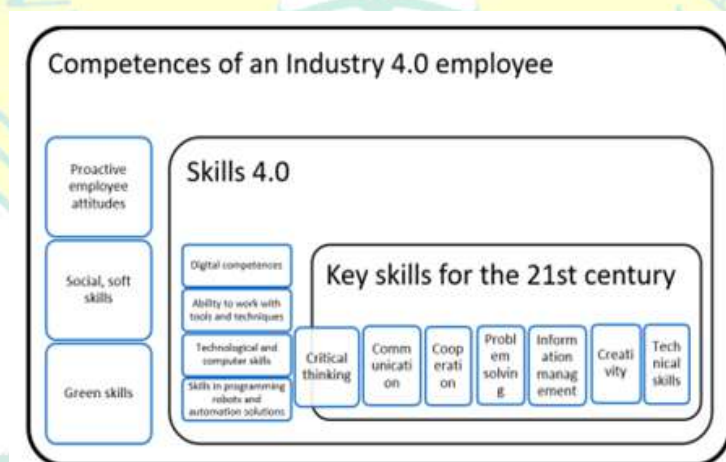 Competences of an Industry 4.0 employee
Proactive
employee
attitudes
Social, soft
skills
Green skills
Skills 4.0
Digital competences
Ability to work with
tools and techniques
Technological and
computer skills
Skills in programming
robots and
automation solutions
Key skills for the 21st century
Critical
thinking
Comm
unicati
on
Coop
erati
on
Probl
em
solvin
g
Inform
ation
manag
ement
Creati
vity
Tech
nical
skills